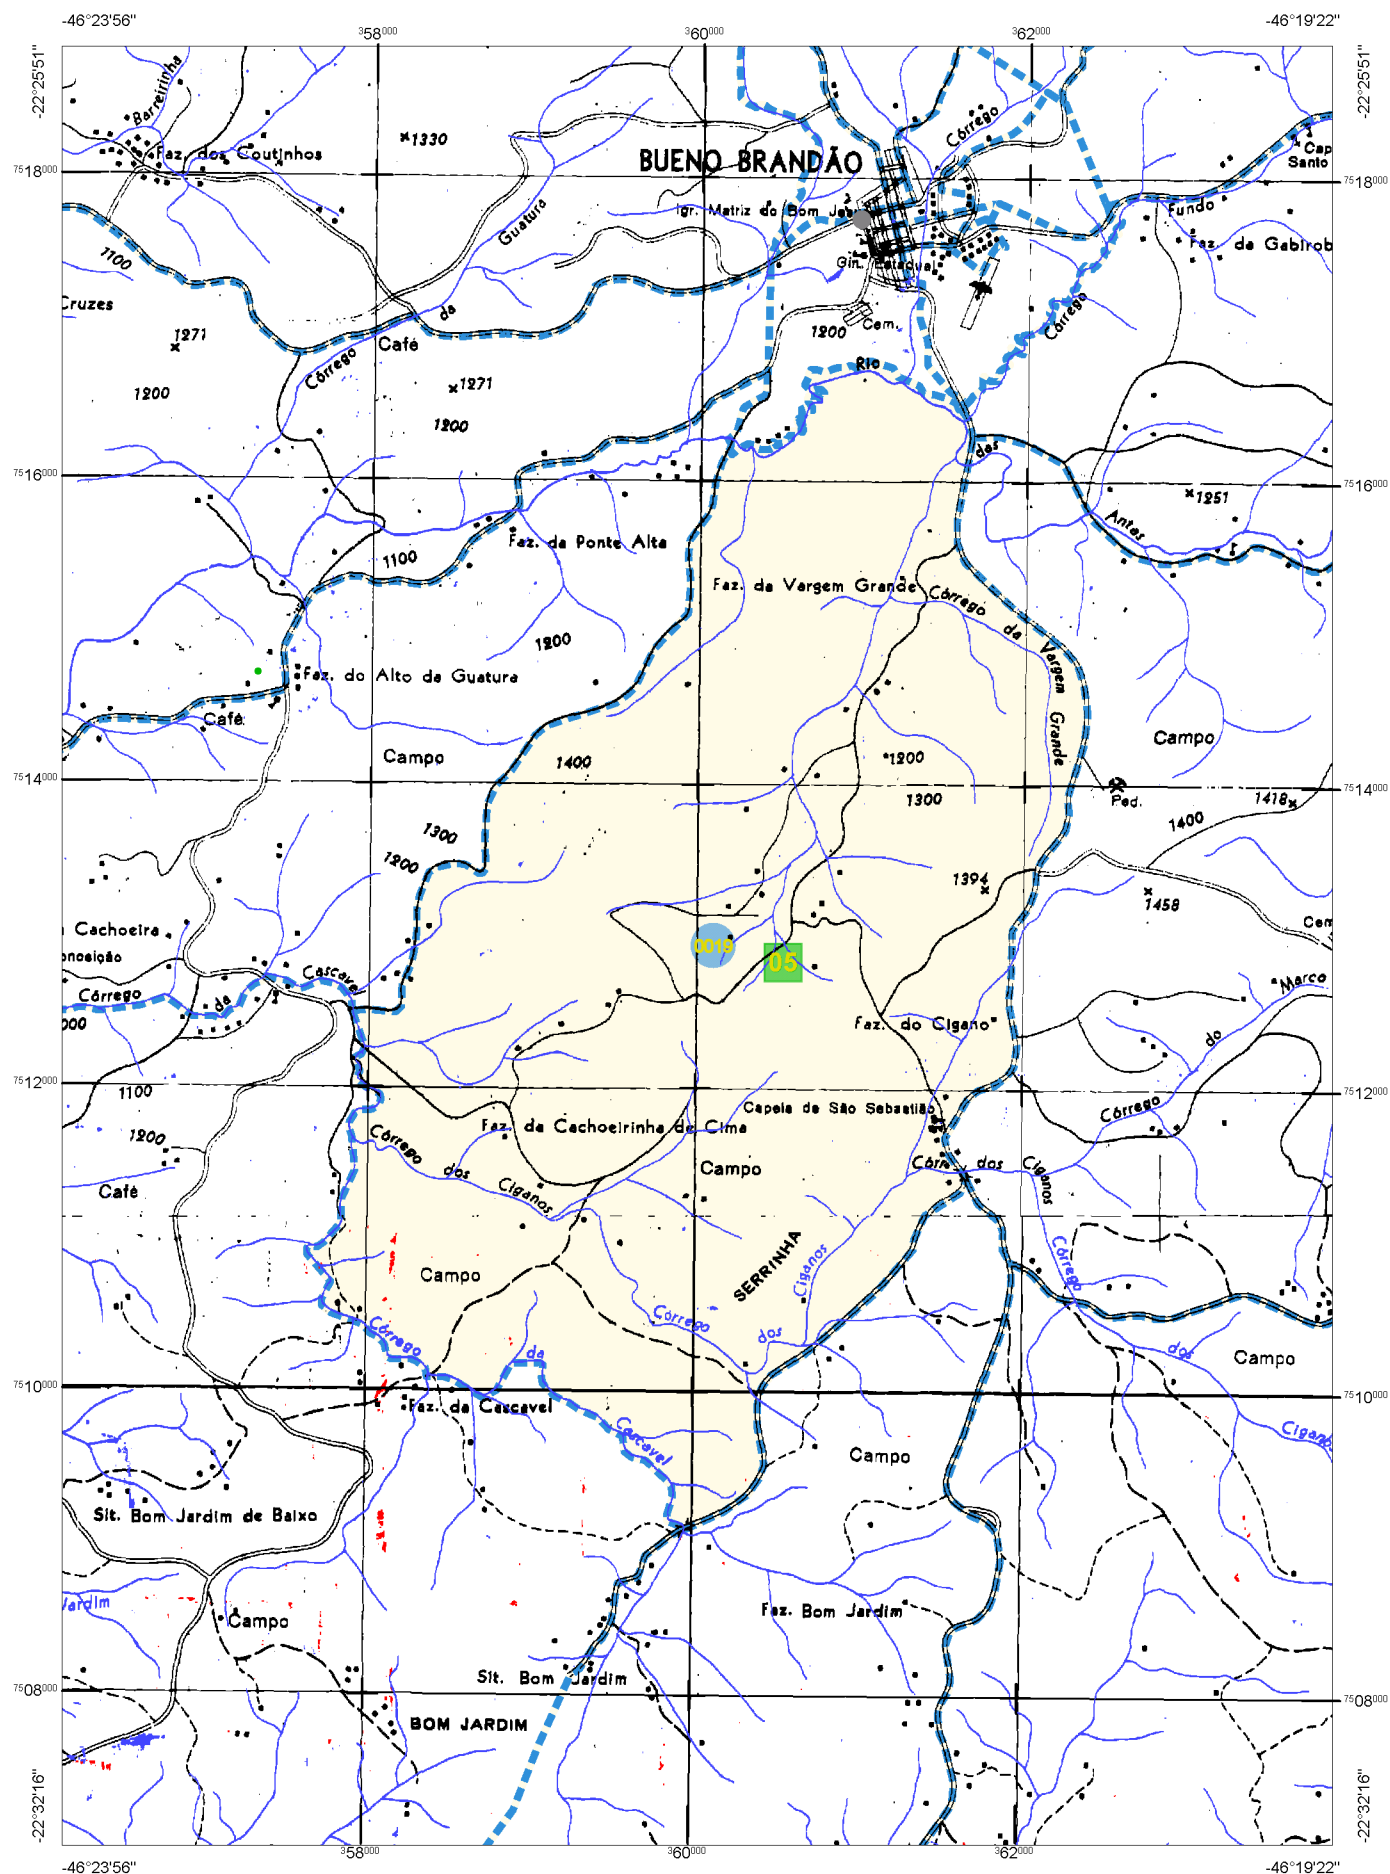 -46°23'56"
-46°19'22"
358000
360000
362000
-22°25'51"
-22°25'51"
Barreirinha
Faz. dos Coutinhos
1330
BUENO BRANDÃO
Córrego
Cap
Santo
7518000
7518000
Guatura
Igr. Matriz do Bom Jesu
Fundo
Faz. da Gabirob
Gin. Estadual
1100
Cruzes
da
1271
Café
Córrego
1200
Cem.
Córrego
Rio
1271
1200
1200
das
7516000
7516000
1251
Antas
Faz. da Ponte Alta
1100
Faz. da Vargem Grande
Córrego
da
Vargem
Grande
1200
Faz. do Alto da Guatura
Café
Campo
1400
1200
Campo
7514000
7514000
1300
Ped.
1418
1400
1300
1200
1394
1458
Cachoeira
Cem
0019
05
Cascavel
Córrego
da
Marco
do
000
Faz. do Cigano
7512000
7512000
1100
Capela de São Sebastião
Córrego
1200
Faz. da Cachoeirinha de Cima
Córrego
dos
Ciganos
Campo
Córre
dos
Ciganos
Café
SERRINHA
Ciganos
Córrego
Campo
Córrego
dos
Córrego
da
dos
Campo
7510000
7510000
Faz. da Cascavel
Cascavel
Ciganos
Campo
Sit. Bom Jardim de Baixo
Jardim
Campo
Faz. Bom Jardim
Sit. Bom Jardim
7508000
7508000
BOM JARDIM
-22°32'16"
-22°32'16"
358000
360000
362000
-46°23'56"
-46°19'22"